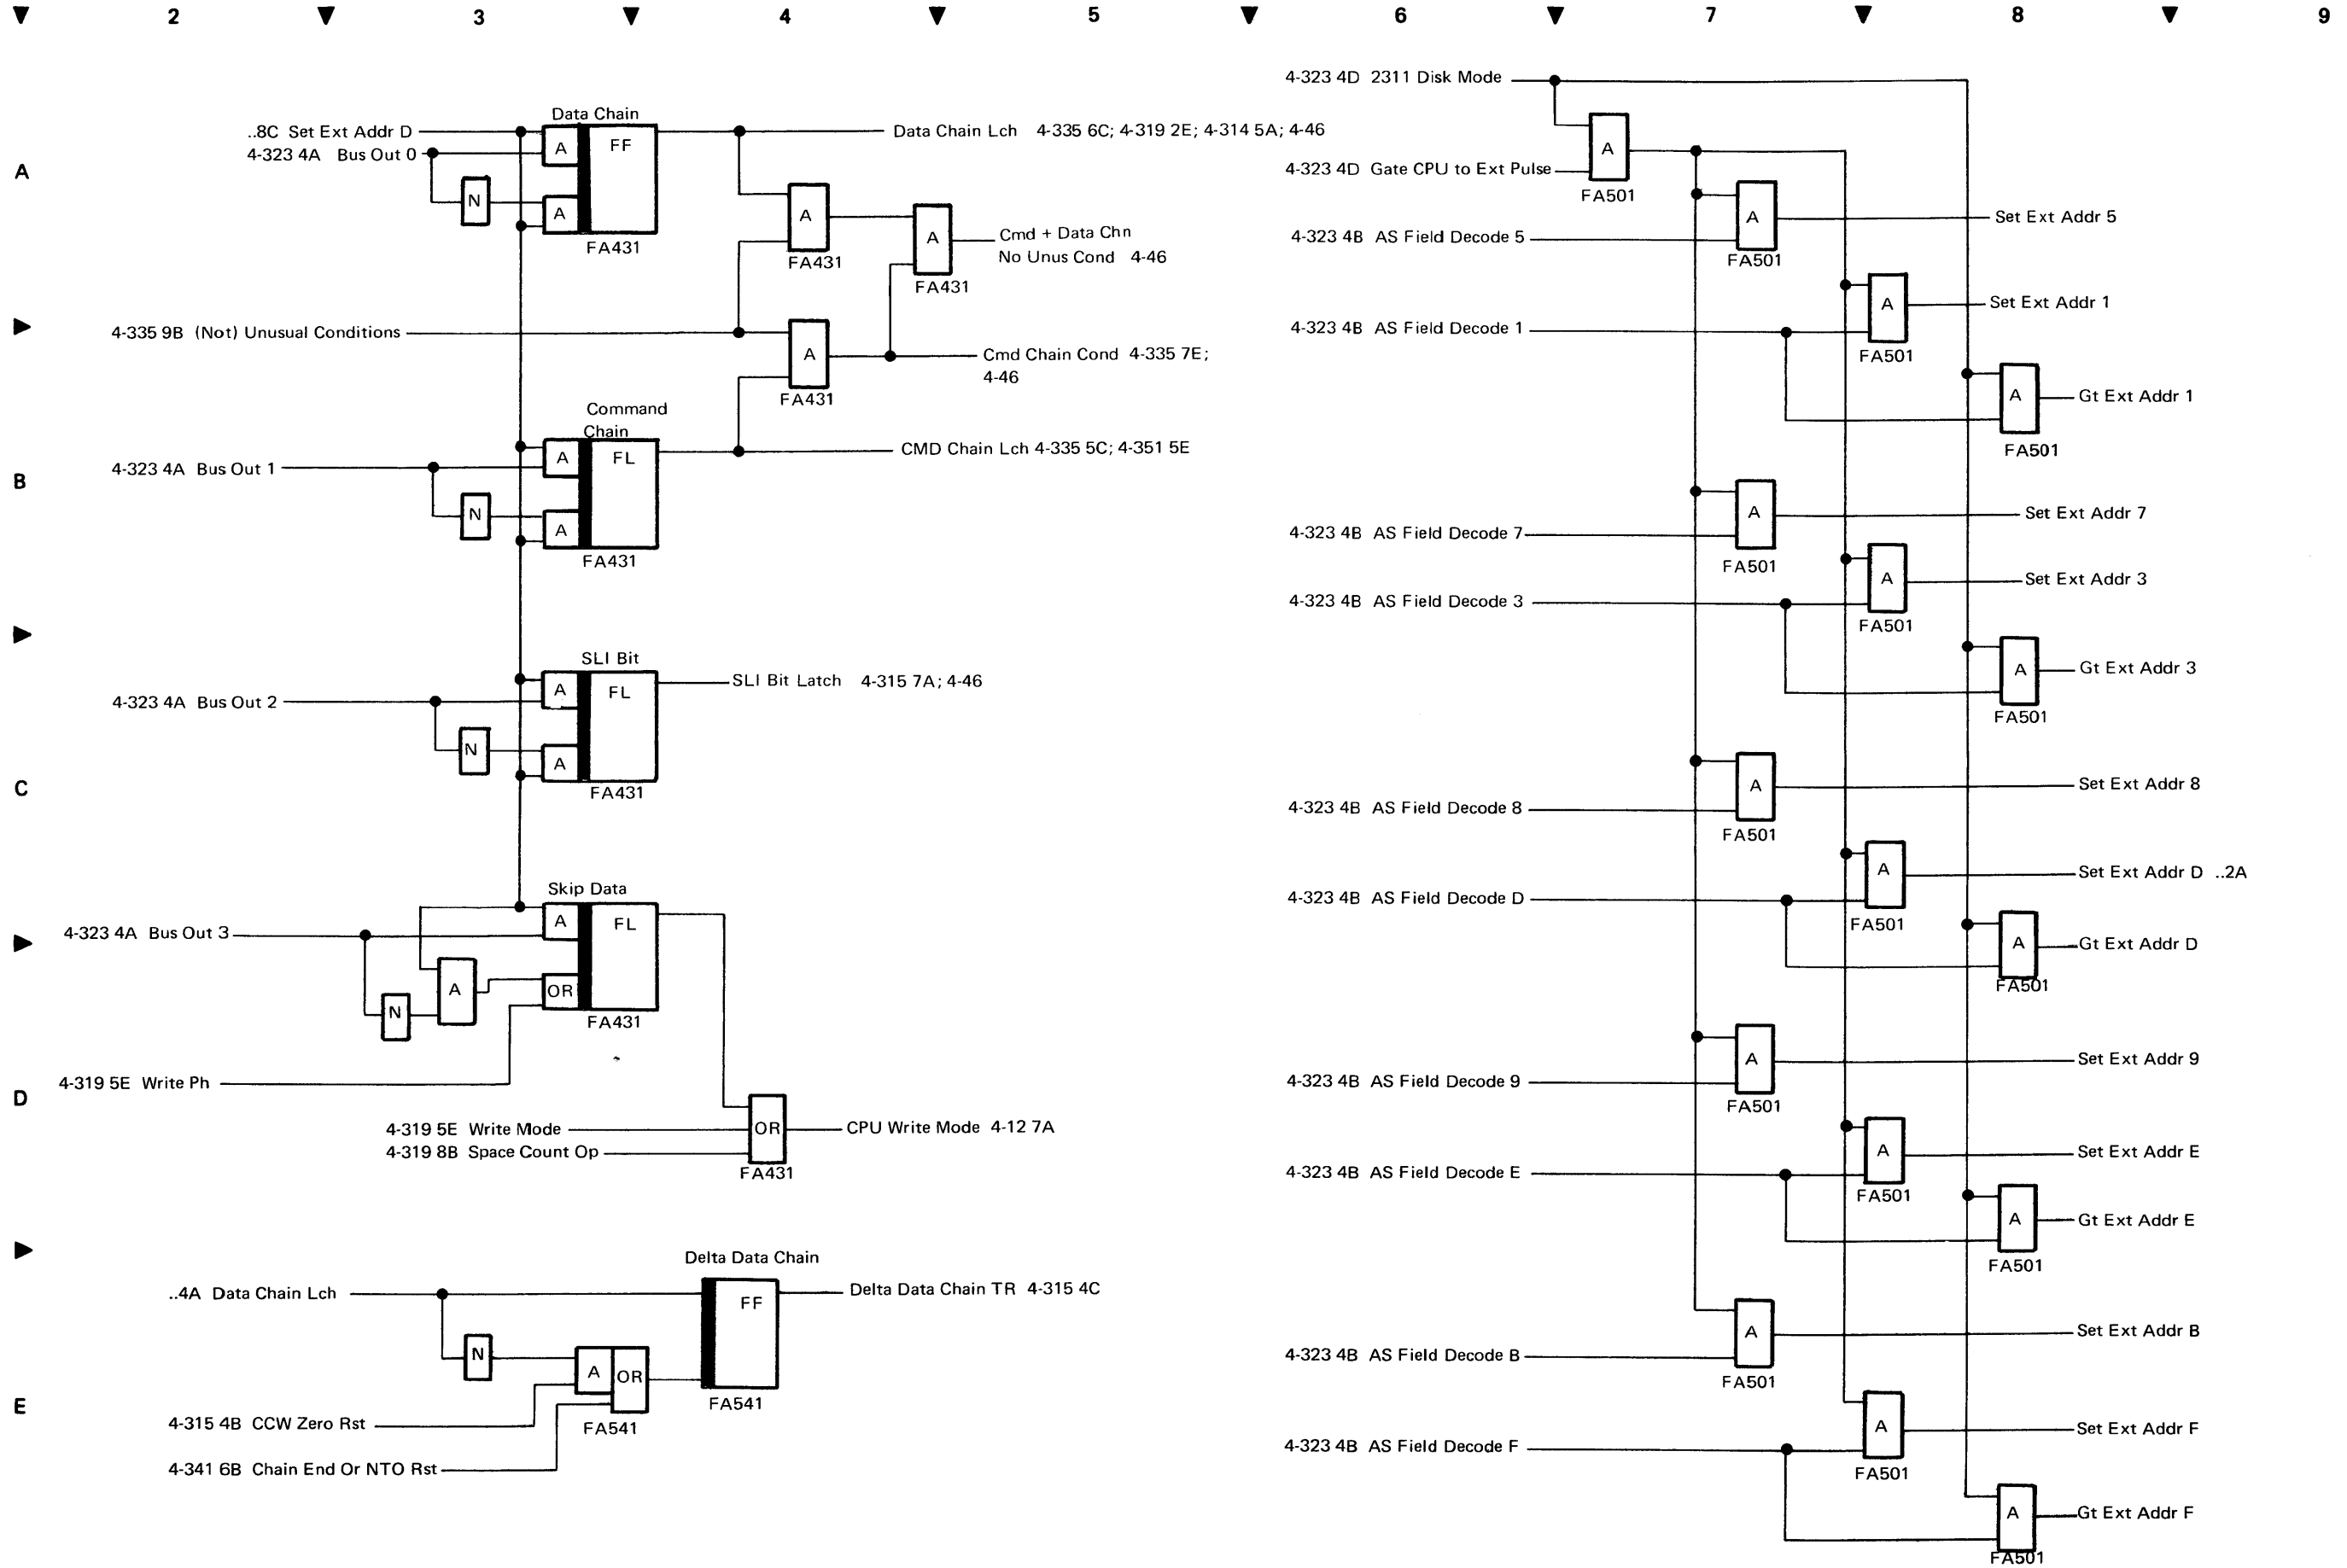 2 3 4 5 6 7 8 9
A
B
C
D
E
Data Chain
..8C Set Ext Addr D
4-323 4A Bus Out 0
A
FF
N
A
FA431
Data Chain Lch 4-335 6C; 4-319 2E; 4-314 5A; 4-46
A
FA431
A
FA431
Cmd + Data Chn
No Unus Cond 4-46
4-335 9B (Not) Unusual Conditions
A
FA431
Cmd Chain Cond 4-335 7E;
4-46
Command
Chain
4-323 4A Bus Out 1
A
FL
N
A
FA431
CMD Chain Lch 4-335 5C; 4-351 5E
SLI Bit
4-323 4A Bus Out 2
A
FL
N
A
FA431
SLI Bit Latch 4-315 7A; 4-46
Skip Data
4-323 4A Bus Out 3
A
FL
N
A
OR
FA431
4-319 5E Write Ph
4-319 5E Write Mode
4-319 8B Space Count Op
OR
FA431
CPU Write Mode 4-12 7A
Delta Data Chain
..4A Data Chain Lch
FF
FA541
Delta Data Chain TR 4-315 4C
N
A
OR
FA541
4-315 4B CCW Zero Rst
4-341 6B Chain End Or NTO Rst
4-323 4D 2311 Disk Mode
4-323 4D Gate CPU to Ext Pulse
A
FA501
4-323 4B AS Field Decode 5
A
FA501
Set Ext Addr 5
4-323 4B AS Field Decode 1
A
FA501
Set Ext Addr 1
A
FA501
Gt Ext Addr 1
4-323 4B AS Field Decode 7
A
FA501
Set Ext Addr 7
4-323 4B AS Field Decode 3
A
FA501
Set Ext Addr 3
A
FA501
Gt Ext Addr 3
4-323 4B AS Field Decode 8
A
FA501
Set Ext Addr 8
4-323 4B AS Field Decode D
A
FA501
Set Ext Addr D ..2A
A
FA501
Gt Ext Addr D
4-323 4B AS Field Decode 9
A
FA501
Set Ext Addr 9
4-323 4B AS Field Decode E
A
FA501
Set Ext Addr E
A
FA501
Gt Ext Addr E
4-323 4B AS Field Decode B
A
FA501
Set Ext Addr B
4-323 4B AS Field Decode F
A
FA501
Set Ext Addr F
A
FA501
Gt Ext Addr F